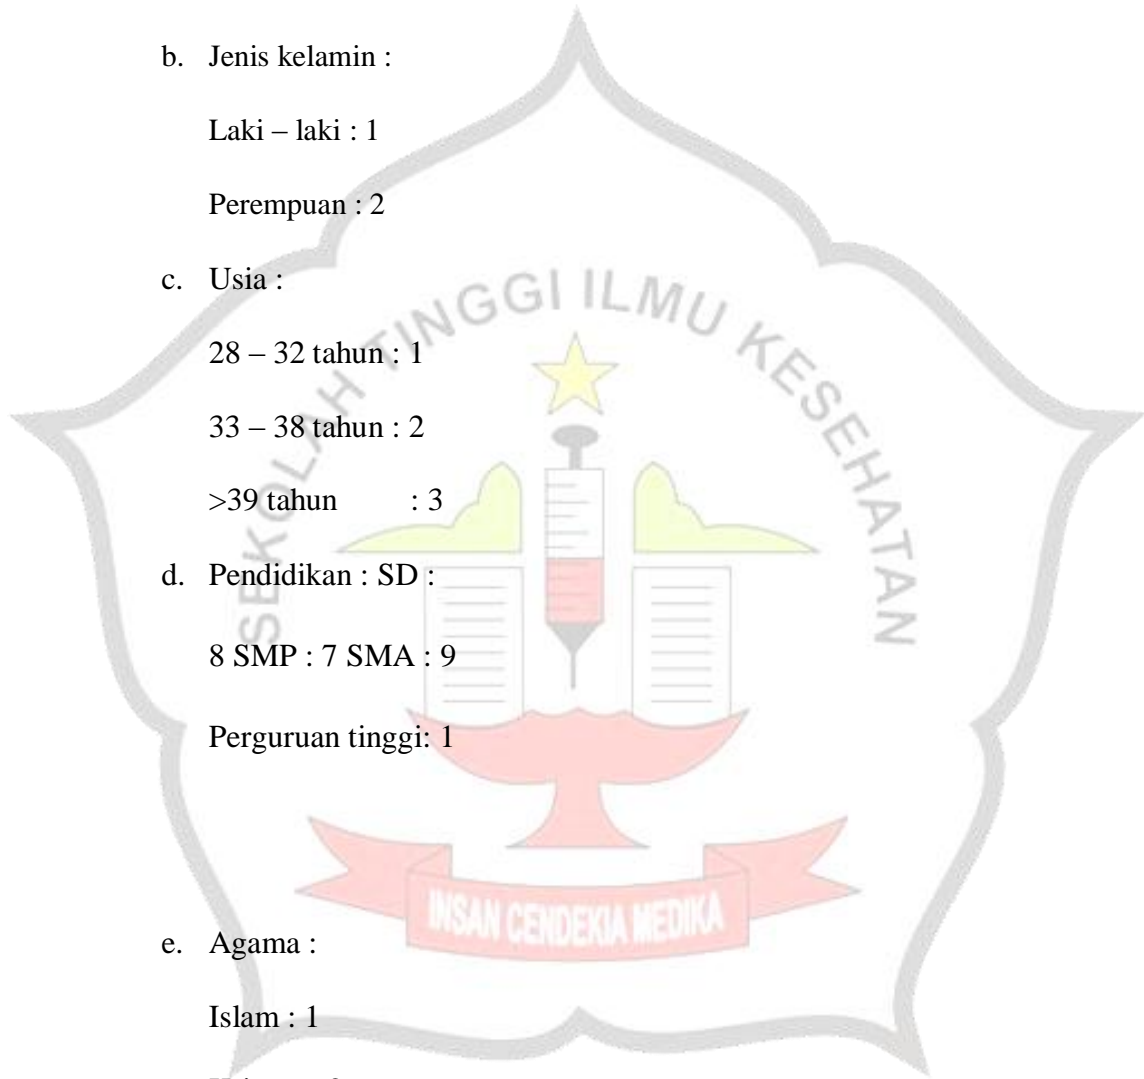 b. Jenis kelamin :
Laki – laki : 1
Perempuan : 2
c. Usia :
28 – 32 tahun : 1
33 – 38 tahun : 2
>39 tahun : 3
d. Pendidikan : SD :
8 SMP : 7 SMA : 9
Perguruan tinggi: 1
e. Agama :
Islam : 1
SEKOLAH TINGGI ILMU KESEHATAN
INSAN CENDEKIA MEDIKA